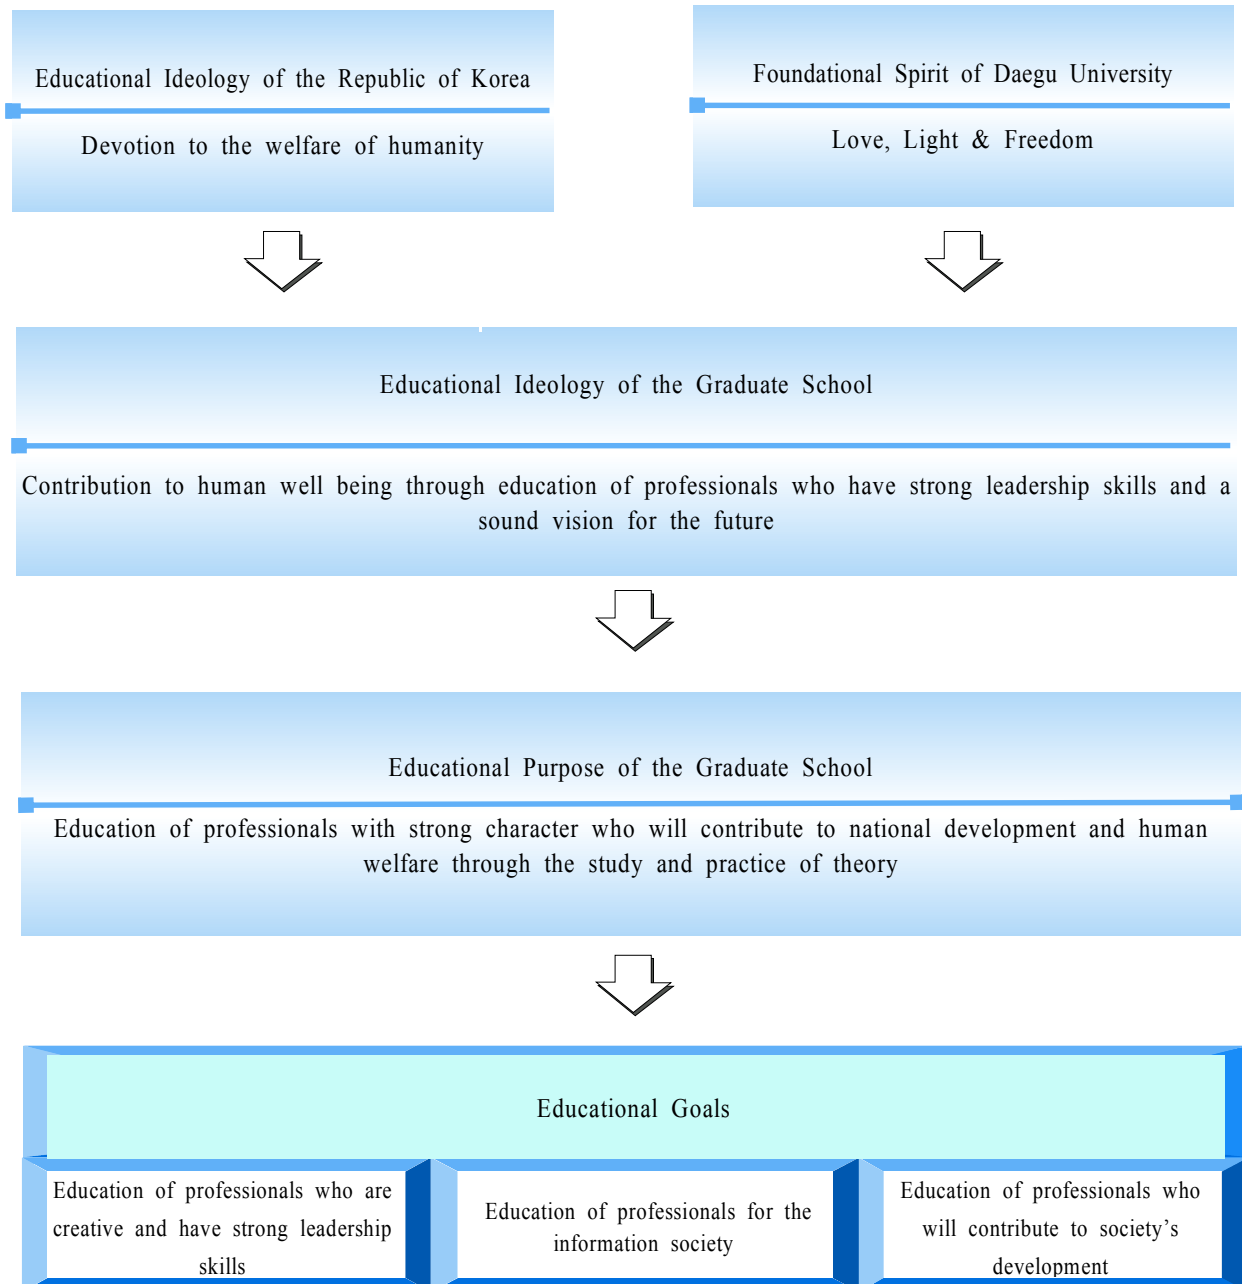 Educational Ideology of the Republic of Korea
Devotion to the welfare of humanity
Foundational Spirit of Daegu University
Love, Light & Freedom
Educational Ideology of the Graduate School
Contribution to human well being through education of professionals who have strong leadership skills and a
sound vision for the future
Educational Purpose of the Graduate School
Education of professionals with strong character who will contribute to national development and human
welfare through the study and practice of theory
Educational Goals
Education of professionals who are
creative and have strong leadership
skills
Education of professionals for the
information society
Education of professionals who
will contribute to society’s
development